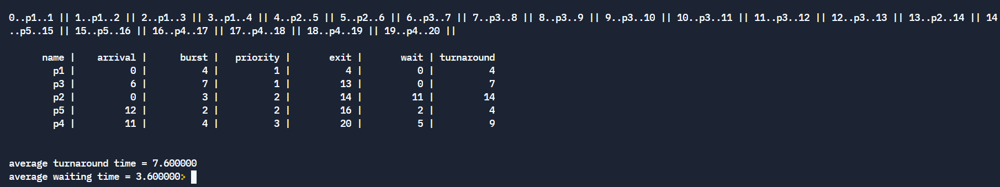 0..p1..1 || 1..p1..2 || 2..p1..3 || 3..p1..4 || 4..p2..5 || 5..p2..6 || 6..p3..7 || 7..p3..8 || 8..p3..9 || 9..p3..10 || 10..p3..11 || 11..p3..12 || 12..p3..13 || 13..p2..14 || 14
..p5..15 || 15..p5..16 || 16..p4..17 || 17..p4..18 || 18..p4..19 || 19..p4..20 ||
name | arrival | burst | priority | exit | wait | turnaround
p1 | 0 | 4 | 1 | 4 | 0 | 4
p3 | 6 | 7 | 1 | 13 | 0 | 7
p2 | 0 | 3 | 2 | 14 | 11 | 14
p5 | 12 | 2 | 2 | 16 | 2 | 4
p4 | 11 | 4 | 3 | 20 | 5 | 9
average turnaround time = 7.600000
average waiting time = 3.600000>